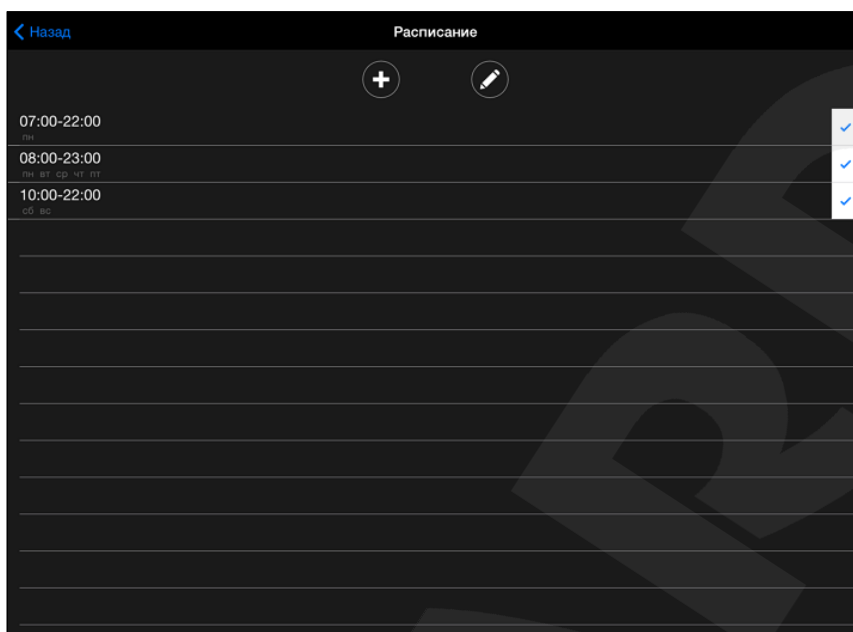 Назад
Расписание
07:00-22:00
пн
08:00-23:00
пн вт ср чт пт
10:00-22:00
сб вс